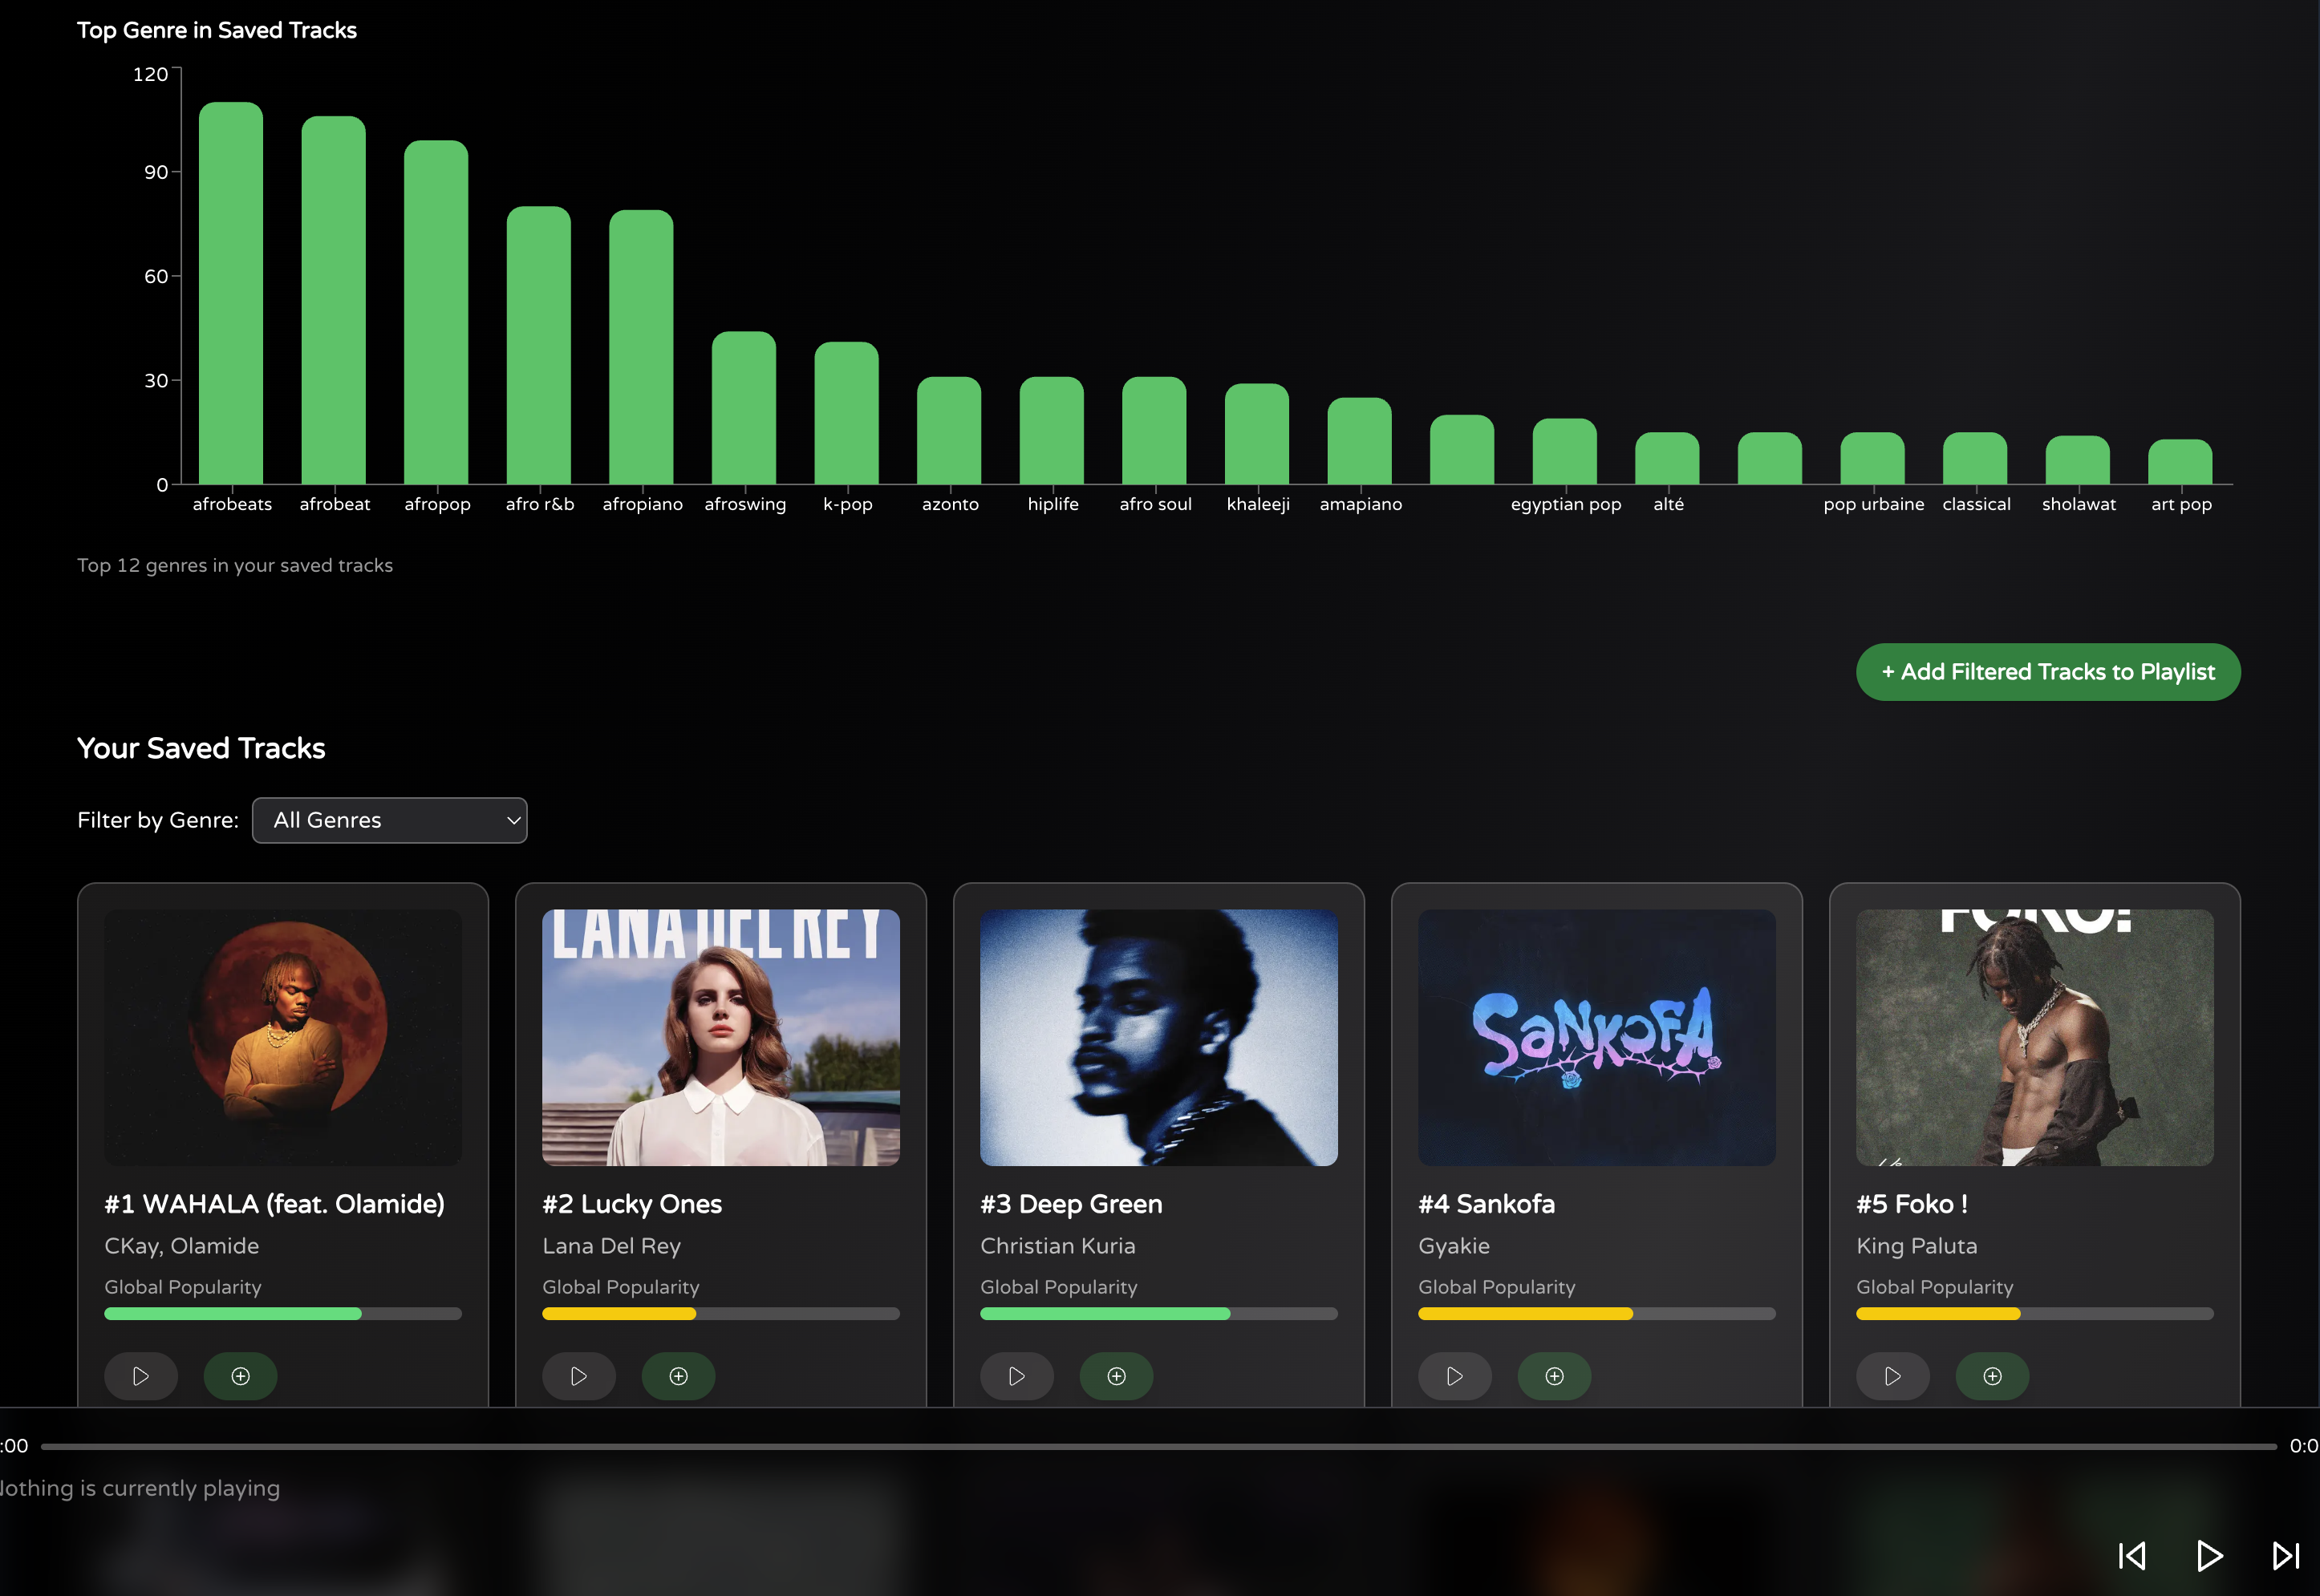 Top Genre in Saved Tracks
120
90
60
30
0
afrobeats afrobeat afropop afro r&b afropiano afroswing k-pop azonto hiplife afro soul khaleeji amapiano egyptian pop alté pop urbaine classical sholawat art pop
Top 12 genres in your saved tracks
+ Add Filtered Tracks to Playlist
Your Saved Tracks
Filter by Genre: All Genres
LANA DEL REY
SANKOFA
FOKO!
#1 WAHALA (feat. Olamide) #2 Lucky Ones #3 Deep Green #4 Sankofa #5 Foko !
CKay, Olamide Lana Del Rey Christian Kuria Gyakie King Paluta
Global Popularity Global Popularity Global Popularity Global Popularity Global Popularity
:00 0:0
Nothing is currently playing